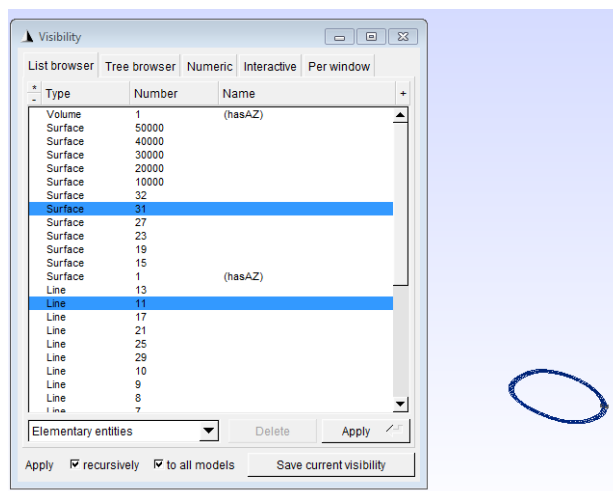 Visibility
List browser Tree browser Numeric Interactive Per window
* - Type Number Name +
Volume 1 (hasAZ)
Surface 50000
Surface 40000
Surface 30000
Surface 20000
Surface 10000
Surface 32
Surface 31
Surface 27
Surface 23
Surface 19
Surface 15
Surface 1 (hasAZ)
Line 13
Line 11
Line 17
Line 21
Line 25
Line 29
Line 10
Line 9
Line 8
Line 7
Elementary entities Delete Apply
Apply recursively to all models Save current visibility